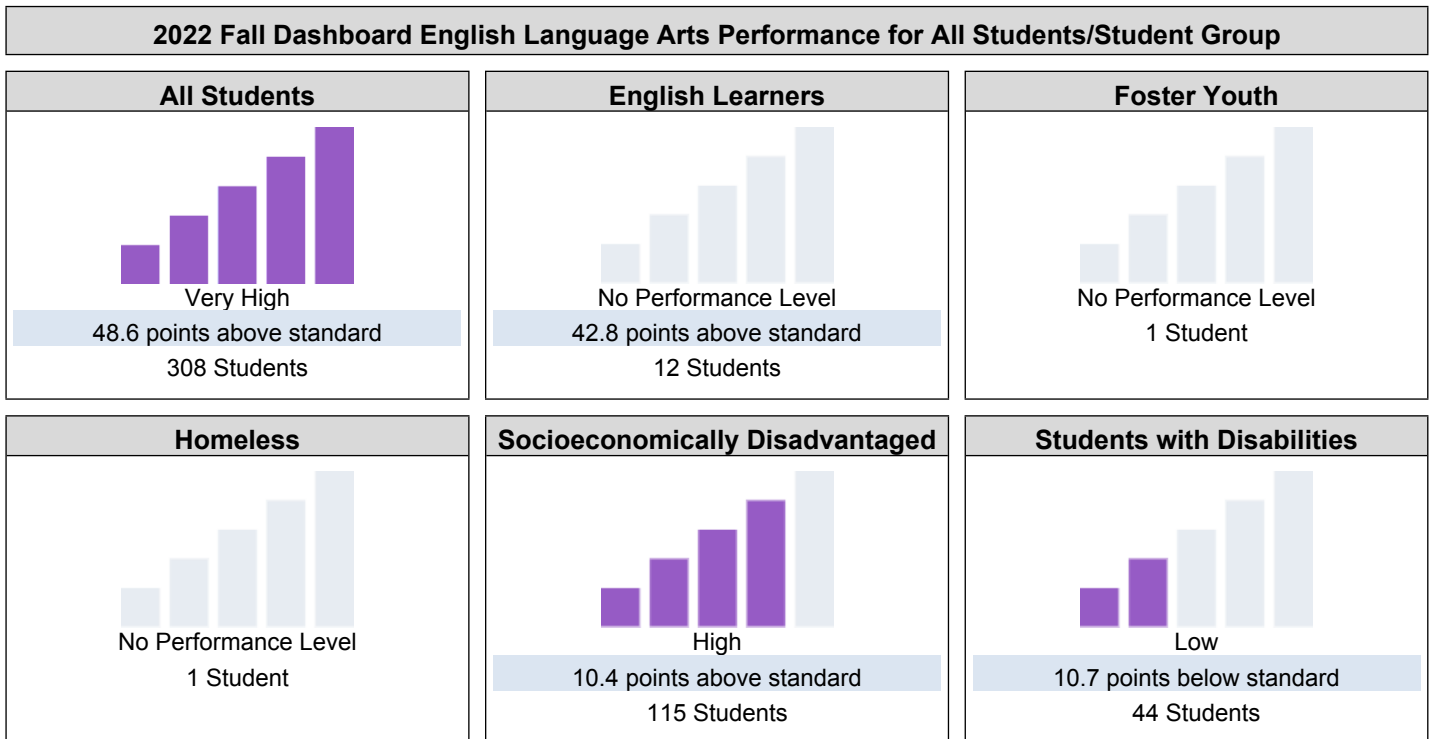 2022 Fall Dashboard English Language Arts Performance for All Students/Student Group
All Students
Very High
48.6 points above standard
308 Students
English Learners
No Performance Level
42.8 points above standard
12 Students
Foster Youth
No Performance Level
1 Student
Homeless
No Performance Level
1 Student
Socioeconomically Disadvantaged
High
10.4 points above standard
115 Students
Students with Disabilities
Low
10.7 points below standard
44 Students